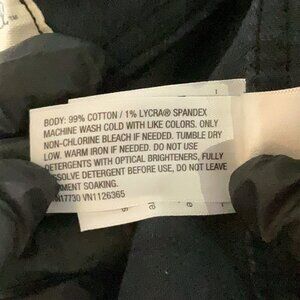 BODY: 99% COTTON / 1% LYCRA® SPANDEX
MACHINE WASH COLD WITH LIKE COLORS. ONLY
NON-CHLORINE BLEACH IF NEEDED. TUMBLE DRY
LOW. WARM IRON IF NEEDED. DO NOT USE
DETERGENTS WITH OPTICAL BRIGHTENERS, FULLY
DISSOLVE DETERGENT BEFORE USE, DO NOT LEAVE
GARMENT SOAKING.
17730 VN1126365